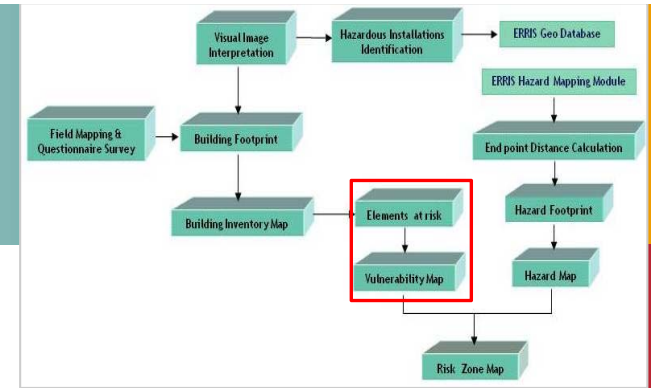 Visual Image
Interpretation
Hazardous Installations
Identification
ERRIS Geo Database
ERRIS Hazard Mapping Module
Field Mapping &
Questionnaire Survey
Building Footprint
End point Distance Calculation
Building Inventory Map
Elements at risk
Hazard Footprint
Vulnerability Map
Hazard Map
Risk Zone Map